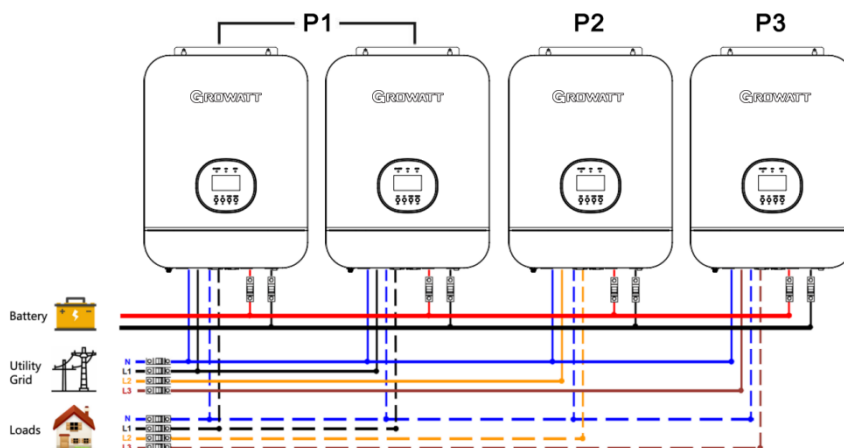 P1 P2 P3
GROWATT GROWATT GROWATT GROWATT
Battery
Utility
Grid
N
L1
L2
L3
Loads
N
L1
L2
L3